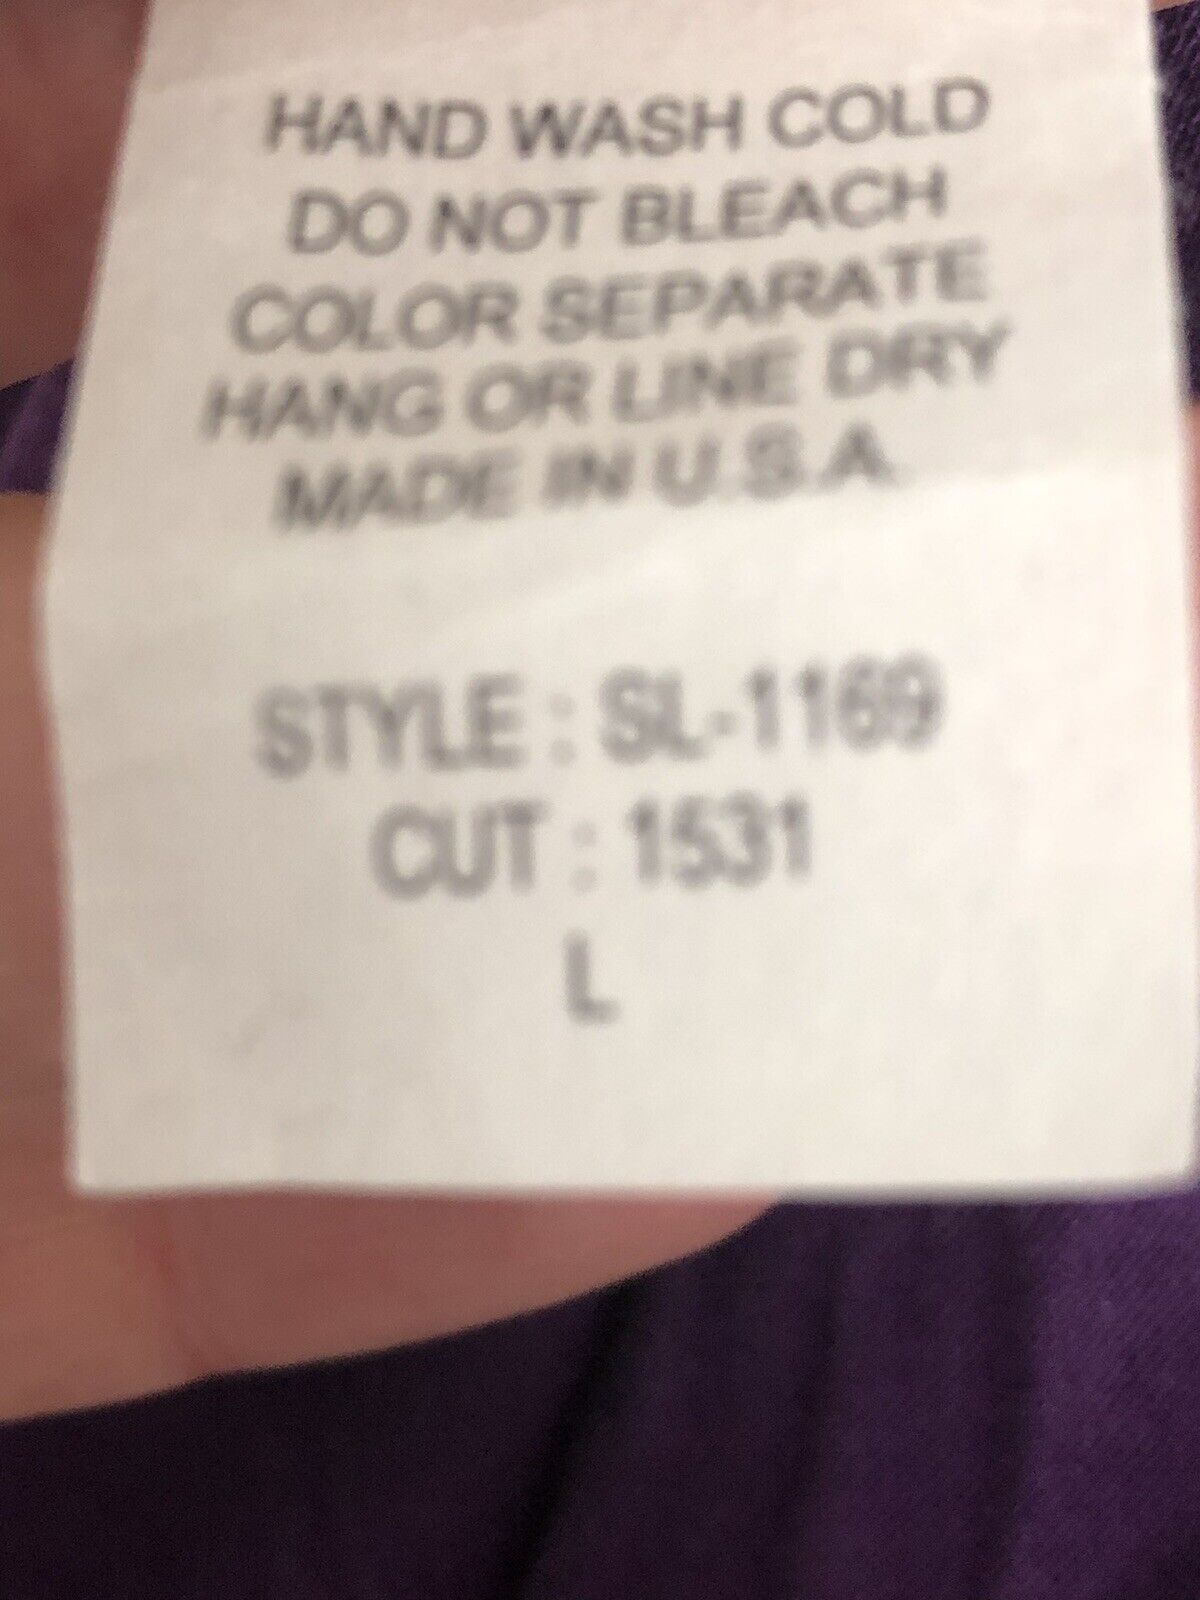 HAND WASH COLD
DO NOT BLEACH
COLOR SEPARATE
HANG OR LINE DRY
MADE IN U.S.A.
STYLE : SL-1169
CUT : 1531
L